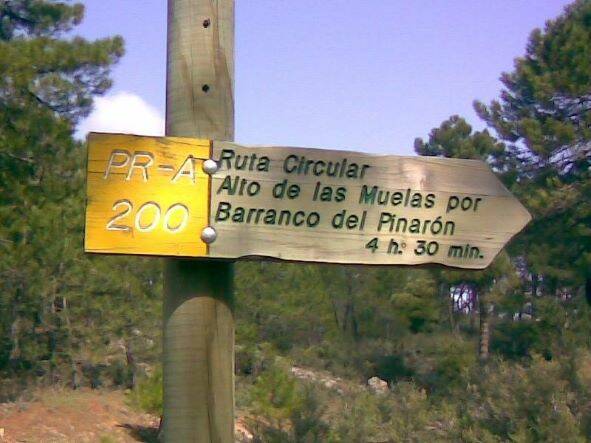 PR-A
200
Ruta Circular
Alto de las Muelas por
Barranco del Pinarón
4 h. 30 min.